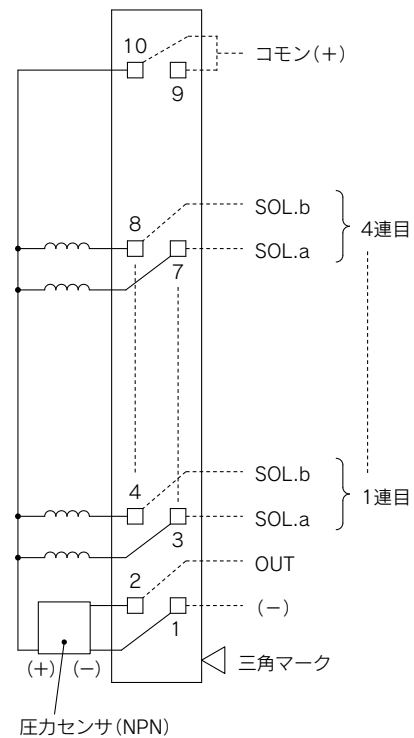 10
コモン(+)
9
8
SOL.b
4連目
SOL.a
7
4
SOL.b
1連目
SOL.a
3
OUT
2
(−)
1
三角マーク
(+) (−)
圧力センサ(NPN)